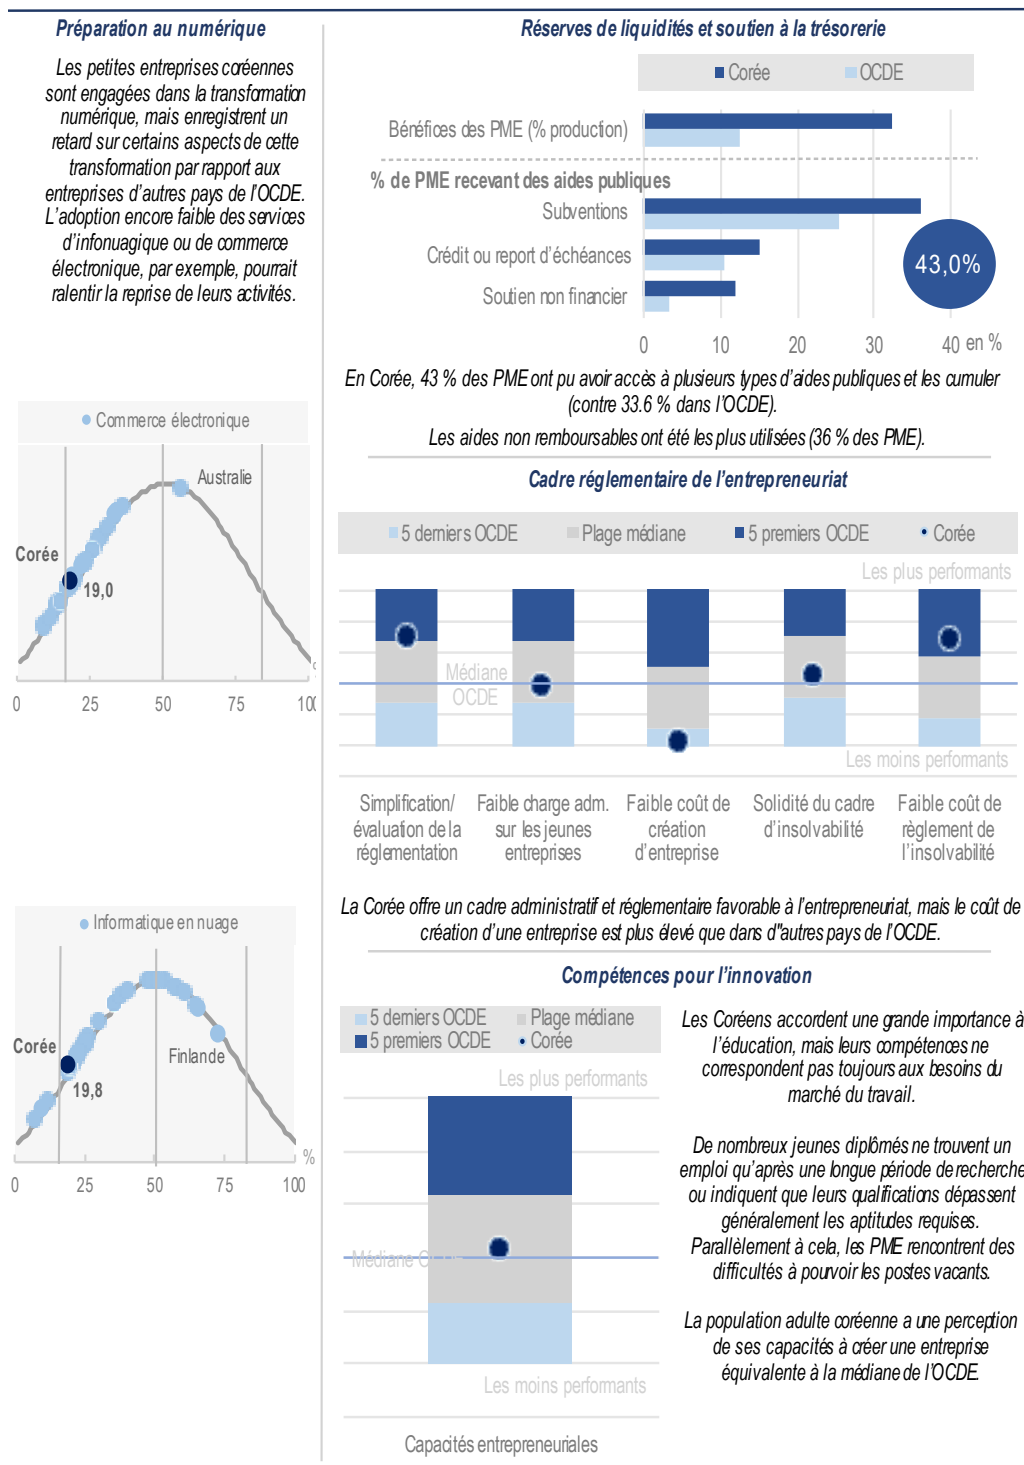 Préparation au numérique
Les petites entreprises coréennes
sont engagées dans la transformation
numérique, mais enregistrent un
retard sur certains aspects de cette
transformation par rapport aux
entreprises d'autres pays de l'OCDE.
L'adoption encore faible des services
d'infonuagique ou de commerce
électronique, par exemple, pourrait
ralentir la reprise de leurs activités.
Commerce électronique
Australie
Corée
19,0
0 25 50 75 100
Informatique en nuage
Corée
Finlande
19,8
%
0 25 50 75 100
Réserves de liquidités et soutien à la trésorerie
Corée OCDE
Bénéfices des PME (% production)
% de PME recevant des aides publiques
Subventions
Crédit ou report d'échéances
43,0%
Soutien non financier
0 10 20 30 40 en %
En Corée, 43 % des PME ont pu avoir accès à plusieurs types d'aides publiques et les cumuler
(contre 33.6 % dans l'OCDE).
Les aides non remboursables ont été les plus utilisées (36 % des PME).
Cadre réglementaire de l'entrepreneuriat
5 derniers OCDE Plage médiane 5 premiers OCDE Corée
Les plus performants
Médiane
OCDE
Les moins performants
Simplification/
évaluation de la
réglementation
Faible charge adm.
sur les jeunes
entreprises
Faible coût de
création
d'entreprise
Solidité du cadre
d'insolvabilité
Faible coût de
règlement de
l'insolvabilité
La Corée offre un cadre administratif et réglementaire favorable à l'entrepreneuriat, mais le coût de
création d'une entreprise est plus élevé que dans d"autres pays de l'OCDE.
Compétences pour l'innovation
5 derniers OCDE Plage médiane
5 premiers OCDE Corée
Les plus performants
Médiane OCDE
Les moins performants
Capacités entrepreneuriales
Les Coréens accordent une grande importance à
l'éducation, mais leurs compétences ne
correspondent pas toujours aux besoins du
marché du travail.
De nombreux jeunes diplômés ne trouvent un
emploi qu'après une longue période de recherche
ou indiquent que leurs qualifications dépassent
généralement les aptitudes requises.
Parallèlement à cela, les PME rencontrent des
difficultés à pourvoir les postes vacants.
La population adulte coréenne a une perception
de ses capacités à créer une entreprise
équivalente à la médiane de l'OCDE.